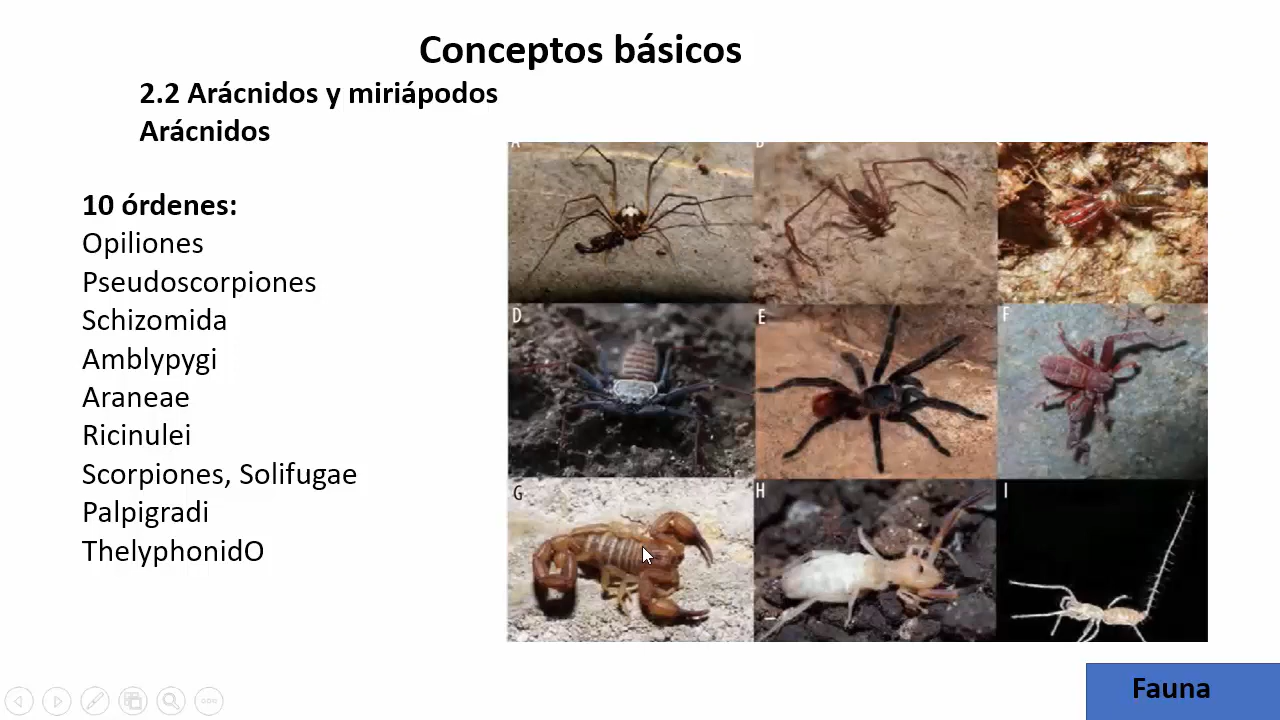 Conceptos básicos
2.2 Arácnidos y miriápodos
Arácnidos
10 órdenes:
Opiliones
Pseudoscorpiones
Schizomida
Amblypygi
Araneae
Ricinulei
Scorpiones, Solifugae
Palpigradi
ThelyphonidO
A B
D E F
G H I
Fauna